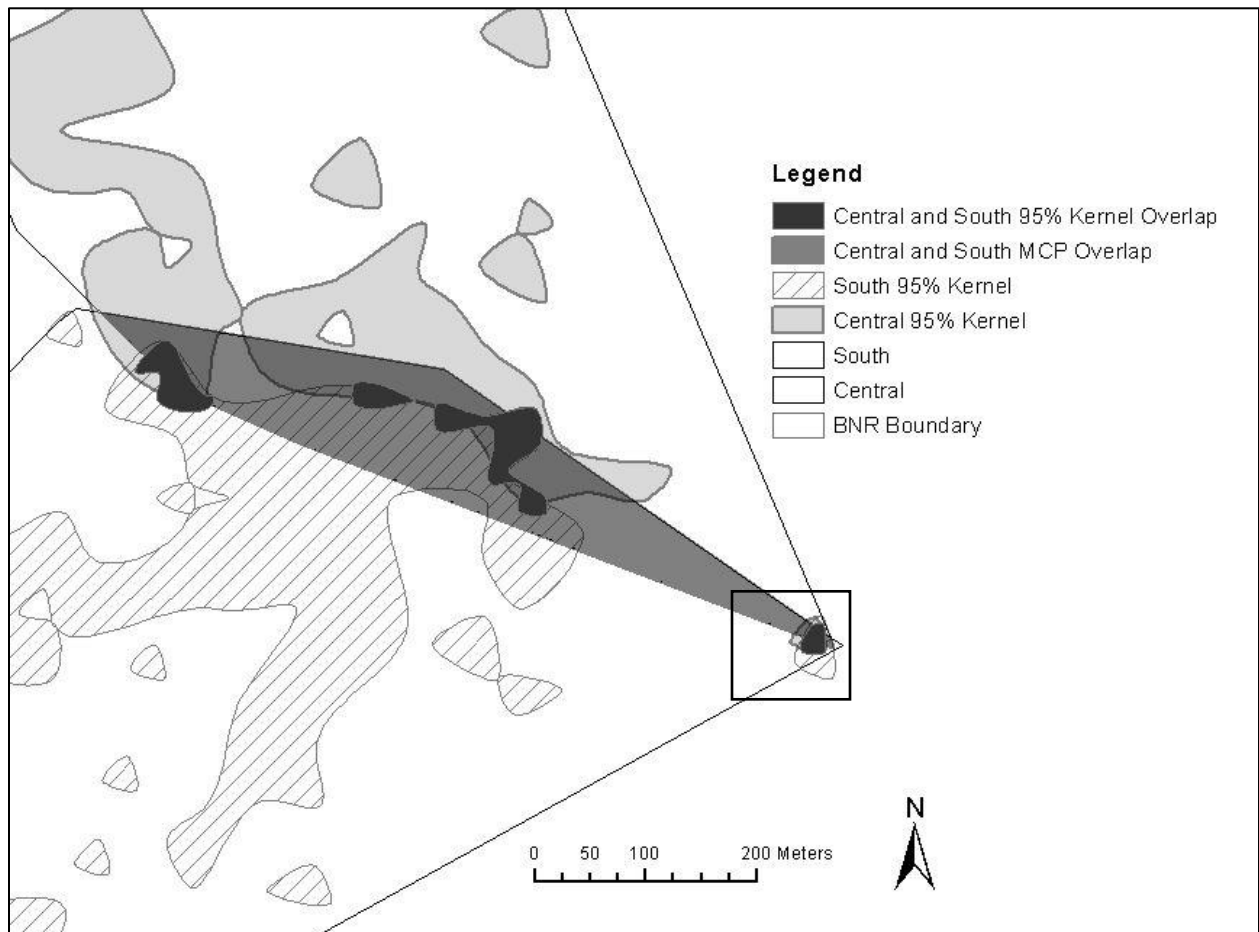 Legend
Central and South 95% Kernel Overlap
Central and South MCP Overlap
South 95% Kernel
Central 95% Kernel
South
Central
BNR Boundary
N
0 50 100 200 Meters